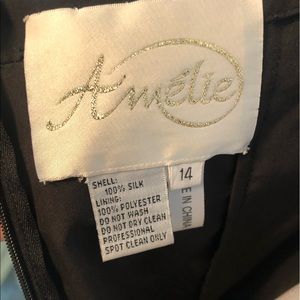 Amélie
SHELL:
100% SILK
LINING:
100% POLYESTER
DO NOT WASH
DO NOT DRY CLEAN
PROFESSIONAL
SPOT CLEAN ONLY
14
E IN CHINA